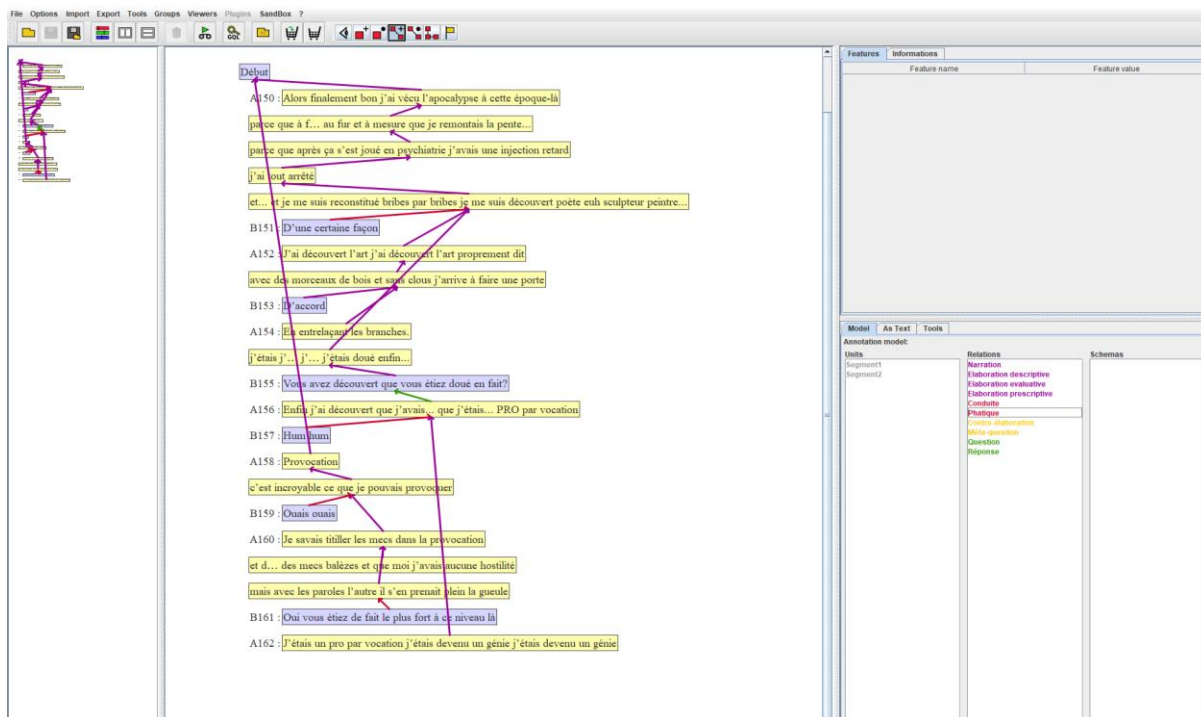 File Options Import Export Tools Groups Viewers Plugins SandBox ?
GQL
Début
A150 : Alors finalement bon j’ai vécu l’apocalypse à cette époque-là
parce que à f… au fur et à mesure que je remontais la pente…
parce que après ça s’est joué en psychiatrie j’avais une injection retard
j’ai tout arrêté
et… et je me suis reconstitué bribes par bribes je me suis découvert poète euh sculpteur peintre…
B151 : D’une certaine façon
A152 : J’ai découvert l’art j’ai découvert l’art proprement dit
avec des morceaux de bois et sans clous j’arrive à faire une porte
B153 : D’accord
A154 : En entrelaçant les branches.
j’étais j’… j’… j’étais doué enfin…
B155 : Vous avez découvert que vous étiez doué en fait?
A156 : Enfin j’ai découvert que j’avais… que j’étais… PRO par vocation
B157 : Hum hum
A158 : Provocation
c’est incroyable ce que je pouvais provoquer
B159 : Ouais ouais
A160 : Je savais titiller les mecs dans la provocation
et d… des mecs balèzes et que moi j’avais aucune hostilité
mais avec les paroles l’autre il s’en prenait plein la gueule
B161 : Oui vous étiez de fait le plus fort à ce niveau là
A162 : J’étais un pro par vocation j’étais devenu un génie j’étais devenu un génie
Features Informations
Feature name Feature value
Model As Text Tools
Annotation model:
Units Relations Schemas
Segment1
Segment2
Narration
Elaboration descriptive
Elaboration evaluative
Elaboration prescriptive
Conduite
Phatique
Contre-élaboration
Méta-question
Question
Réponse